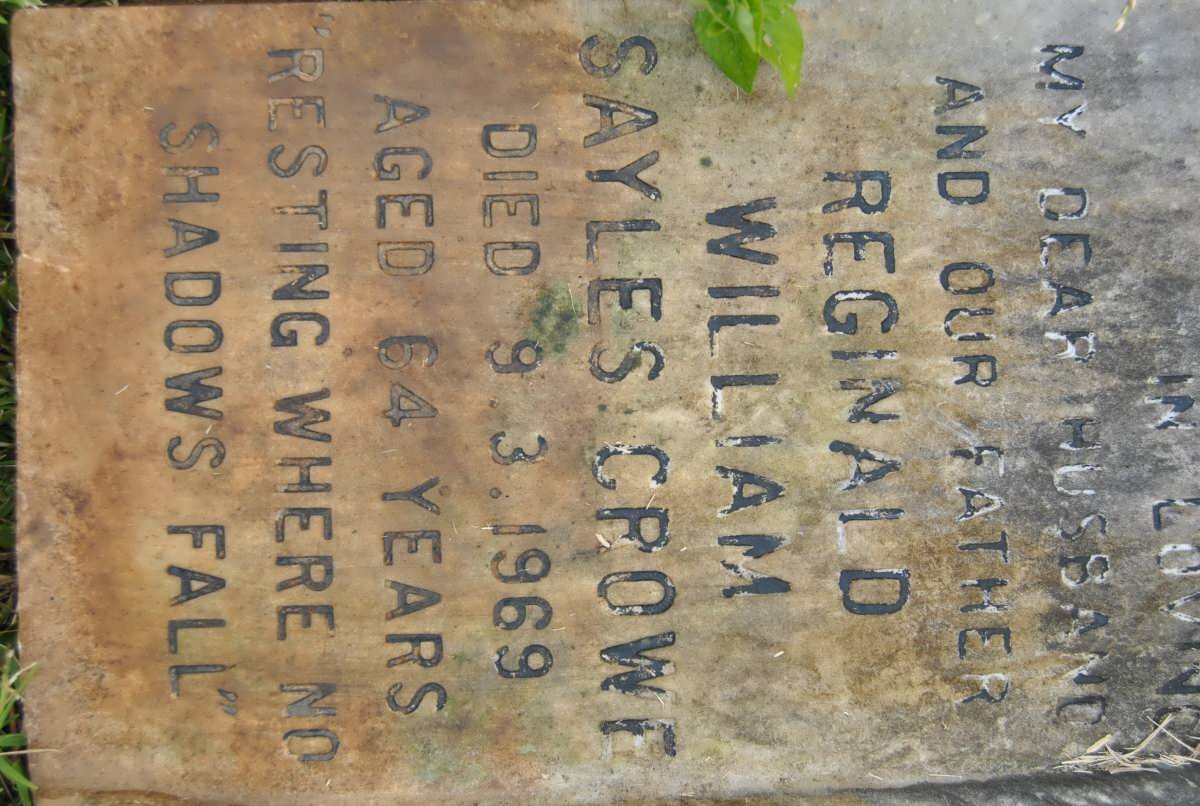 IN LOVING
MY DEAR HUSBAND
AND OUR FATHER
REGINALD
WILLIAM
SAYLES CROWE
DIED 9.3.1969
AGED 64 YEARS
"RESTING WHERE NO
SHADOWS FALL"